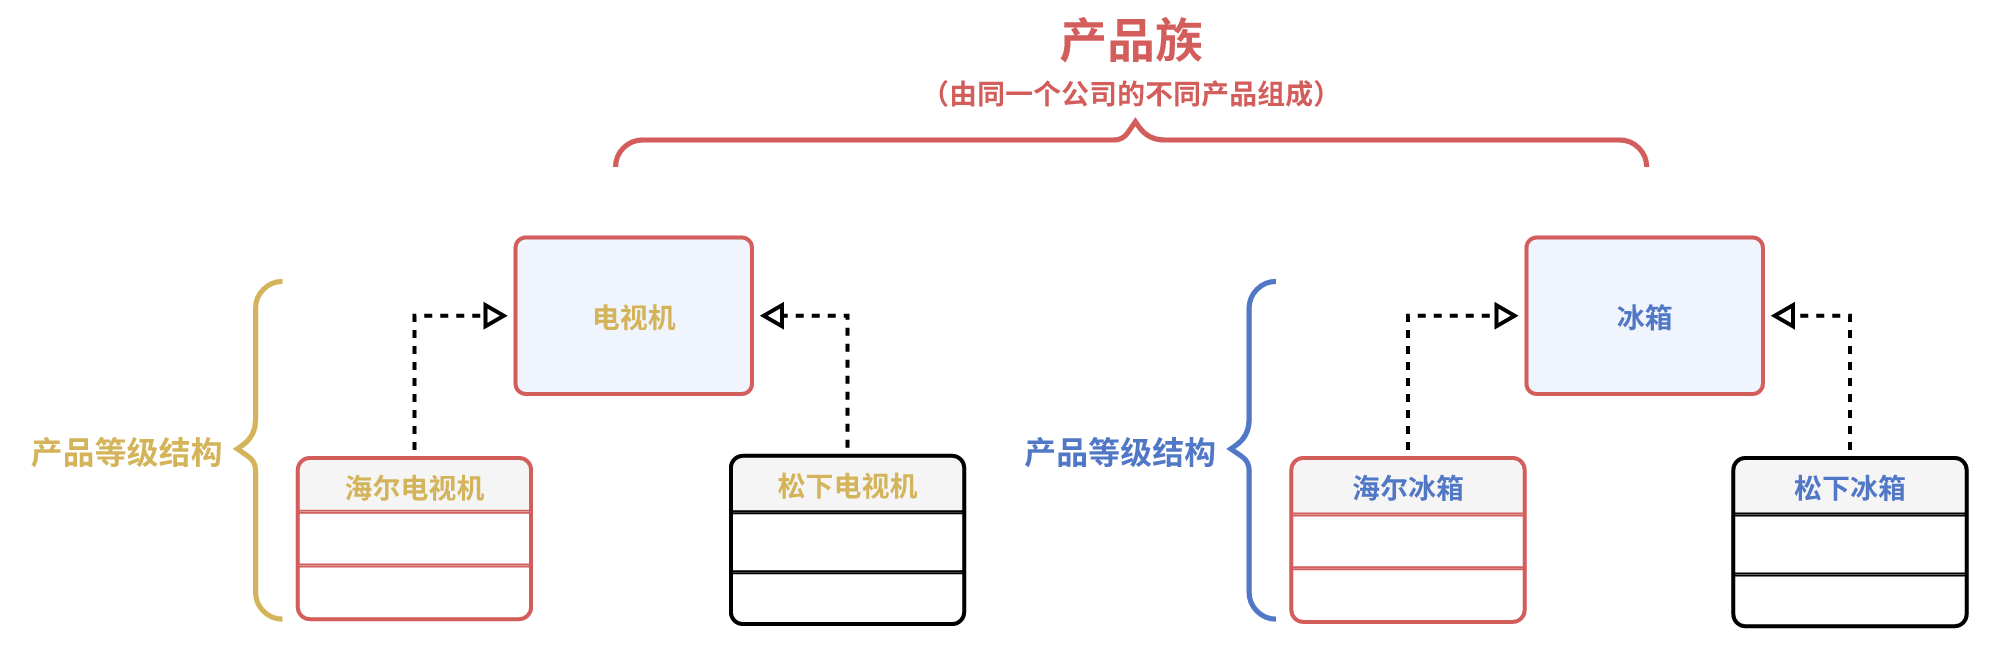 产品族
（由同一个公司的不同产品组成）
电视机
冰箱
产品等级结构
海尔电视机
松下电视机
产品等级结构
海尔冰箱
松下冰箱